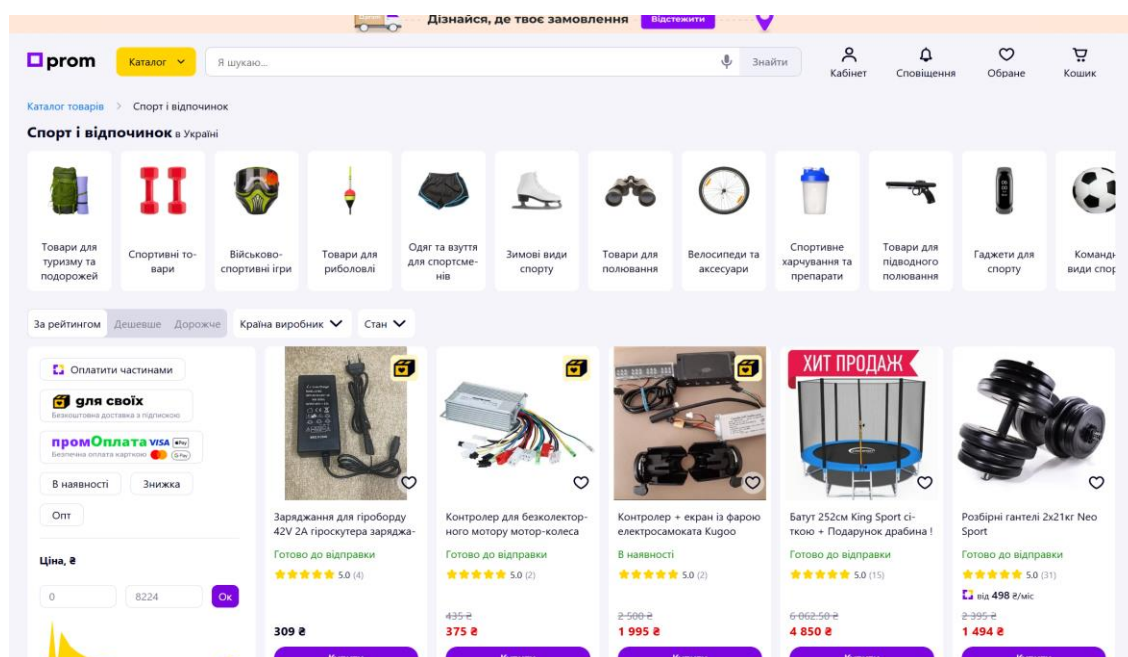 Дізнайся, де твоє замовлення
Відстежити
prom
Каталог
Я шукаю...
Знайти
Кабінет
Сповіщення
Обране
Кошик
Каталог товарів > Спорт і відпочинок
Спорт і відпочинок в Україні
Товари для
туризму та
подорожей
Спортивні то-
вари
Військово-
спортивні ігри
Товари для
риболовлі
Одяг та взуття
для спортсме-
нів
Зимові види
спорту
Товари для
полювання
Велосипеди та
аксесуари
Спортивне
харчування та
препарати
Товари для
підводного
полювання
Гаджети для
спорту
Командн
види спор
За рейтингом
Дешевше
Дорожче
Країна виробник
Стан
Оплатити частинами
для своїх
Безкоштовна доставка з підпискою
промОплата VISA Pay
Безпечна оплата карткою G Pay
В наявності
Знижка
Опт
Ціна, ₴
0
8224
Ок
Заряджання для гіроборду
42V 2A гіроскутера заряджа-
Готово до відправки
5.0 (4)
309 ₴
Контролер для безколектор-
ного мотору мотор-колеса
Готово до відправки
5.0 (2)
435 ₴
375 ₴
Контролер + екран із фарою
електросамоката Kugoo
В наявності
5.0 (2)
2 500 ₴
1 995 ₴
ХИТ ПРОДАЖ
Батут 252см King Sport сі-
ткою + Подарунок драбина !
Готово до відправки
5.0 (15)
6 062.50 ₴
4 850 ₴
Розбірні гантелі 2х21кг Neo
Sport
Готово до відправки
5.0 (31)
від 498 ₴/міс
2 395 ₴
1 494 ₴